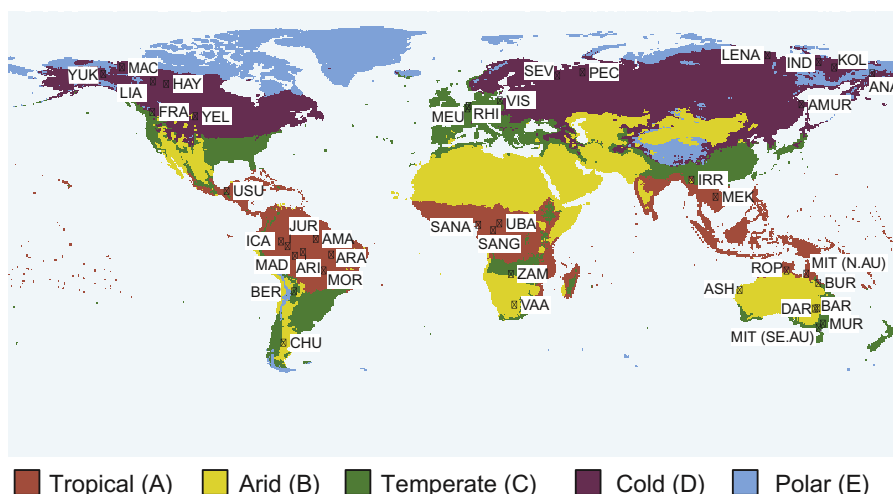 MAC
YUK
LIA
HAY
FRA
YEL
USU
JUR
ICA
AMA
MAD
ARI
ARA
MOR
BER
CHU
SEV
PEC
VIS
MEU
RHI
LENA
IND
KOL
ANA
AMUR
IRR
MEK
SANA
UBA
SANG
ZAM
VAA
ROP
MIT (N.AU)
ASH
BUR
DAR
BAR
MUR
MIT (SE.AU)
Tropical (A)
Arid (B)
Temperate (C)
Cold (D)
Polar (E)